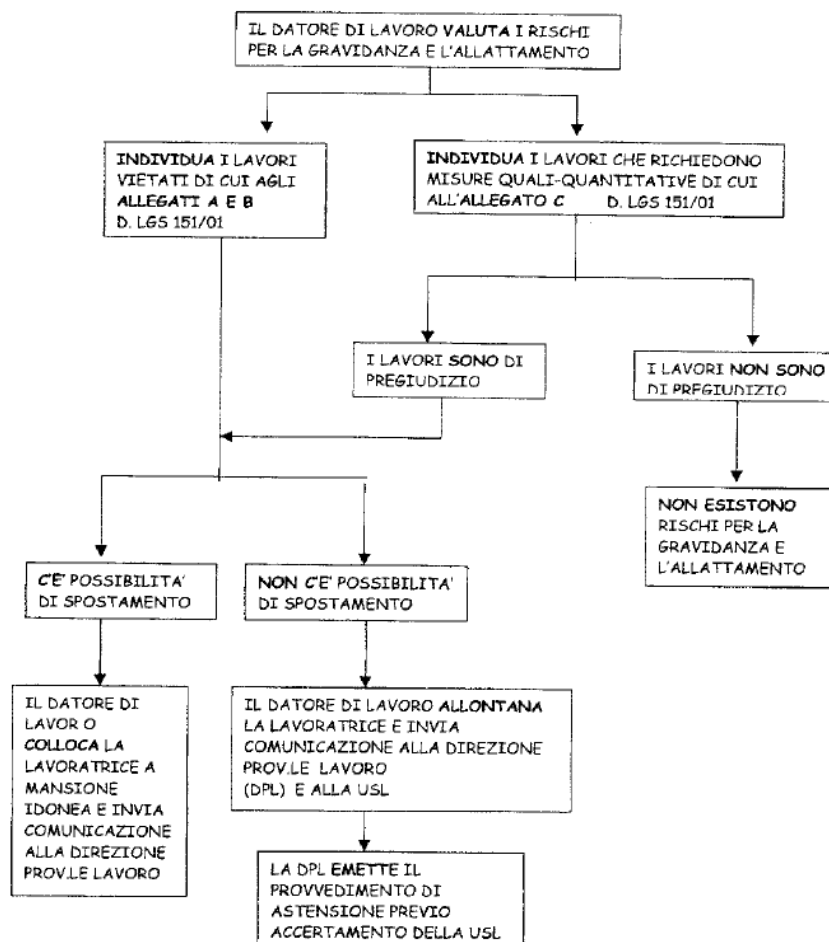 IL DATORE DI LAVORO VALUTA I RISCHI
PER LA GRAVIDANZA E L'ALLATTAMENTO
INDIVIDUA I LAVORI
VIETATI DI CUI AGLI
ALLEGATI A E B
D. LGS 151/01
INDIVIDUA I LAVORI CHE RICHIEDONO
MISURE QUALI-QUANTITATIVE DI CUI
ALL'ALLEGATO C D. LGS 151/01
I LAVORI SONO DI
PREGIUDIZIO
I LAVORI NON SONO
DI PREGIUDIZIO
NON ESISTONO
RISCHI PER LA
GRAVIDANZA E
L'ALLATTAMENTO
C'E' POSSIBILITA'
DI SPOSTAMENTO
NON C'E' POSSIBILITA'
DI SPOSTAMENTO
IL DATORE DI
LAVOR O
COLLOCA LA
LAVORATRICE A
MANSIONE
IDONEA E INVIA
COMUNICAZIONE
ALLA DIREZIONE
PROV.LE LAVORO
IL DATORE DI LAVORO ALLONTANA
LA LAVORATRICE E INVIA
COMUNICAZIONE ALLA DIREZIONE
PROV.LE LAVORO
(DPL) E ALLA USL
LA DPL EMETTE IL
PROVVEDIMENTO DI
ASTENSIONE PREVIO
ACCERTAMENTO DELLA USL